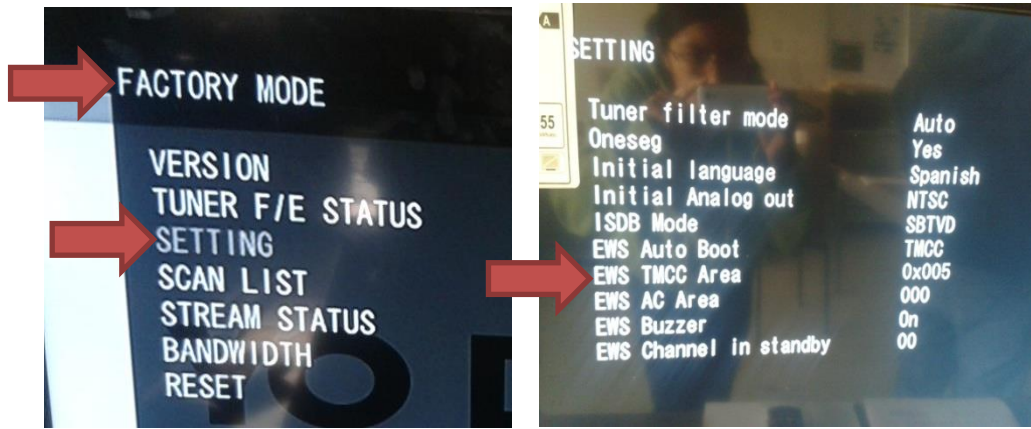 FACTORY MODE
VERSION
TUNER F/E STATUS
SETTING
SCAN LIST
STREAM STATUS
BANDWIDTH
RESET
A
SETTING
55
Tuner filter mode Auto
Oneseg Yes
Initial language Spanish
Initial Analog out NTSC
ISDB Mode SBTVD
EWS Auto Boot TMCC
EWS TMCC Area 0x005
EWS AC Area 000
EWS Buzzer On
EWS Channel in standby 00